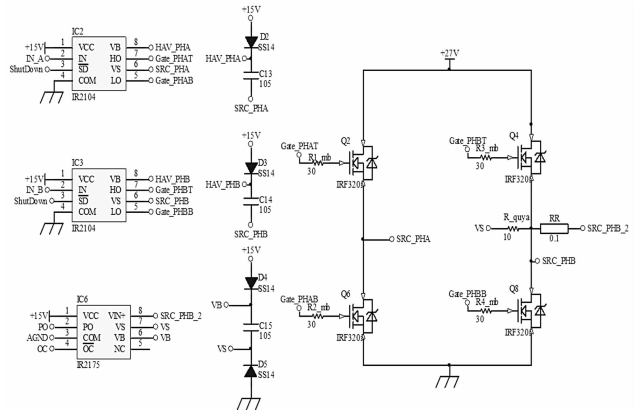 IC2
+15V 1 VCC VB 8 HAV_PHA
IN_A 2 IN HO 7 Gate_PHAT
ShutDown 3 SD VS 6 SRC_PHA
4 COM LO 5 Gate_PHAB
IR2104
+15V
D2
SS14
HAV_PHA
C13
105
SRC_PHA
IC3
+15V 1 VCC VB 8 HAV_PHB
IN_B 2 IN HO 7 Gate_PHBT
ShutDown 3 SD VS 6 SRC_PHB
4 COM LO 5 Gate_PHBB
IR2104
+15V
D3
SS14
HAV_PHB
C14
105
SRC_PHB
IC6
+15V 1 VCC VIN+ 8 SRC_PHB_2
PO 2 PO VS 7 VS
AGND 3 COM VB 6 VB
OC 4 OC NC 5
IR2175
+15V
D4
SS14
VB
C15
105
VS
D5
SS14
+27V
Gate_PHAT
R1_mb
30
Q2
IRF320
Gate_PHBT
R3_mb
30
Q4
IRF320
SRC_PHA
VS
R_quya
10
RR
0.1
SRC_PHB_2
SRC_PHB
Gate_PHAB
R2_mb
30
Q6
IRF320
Gate_PHBB
R4_mb
30
Q8
IRF320